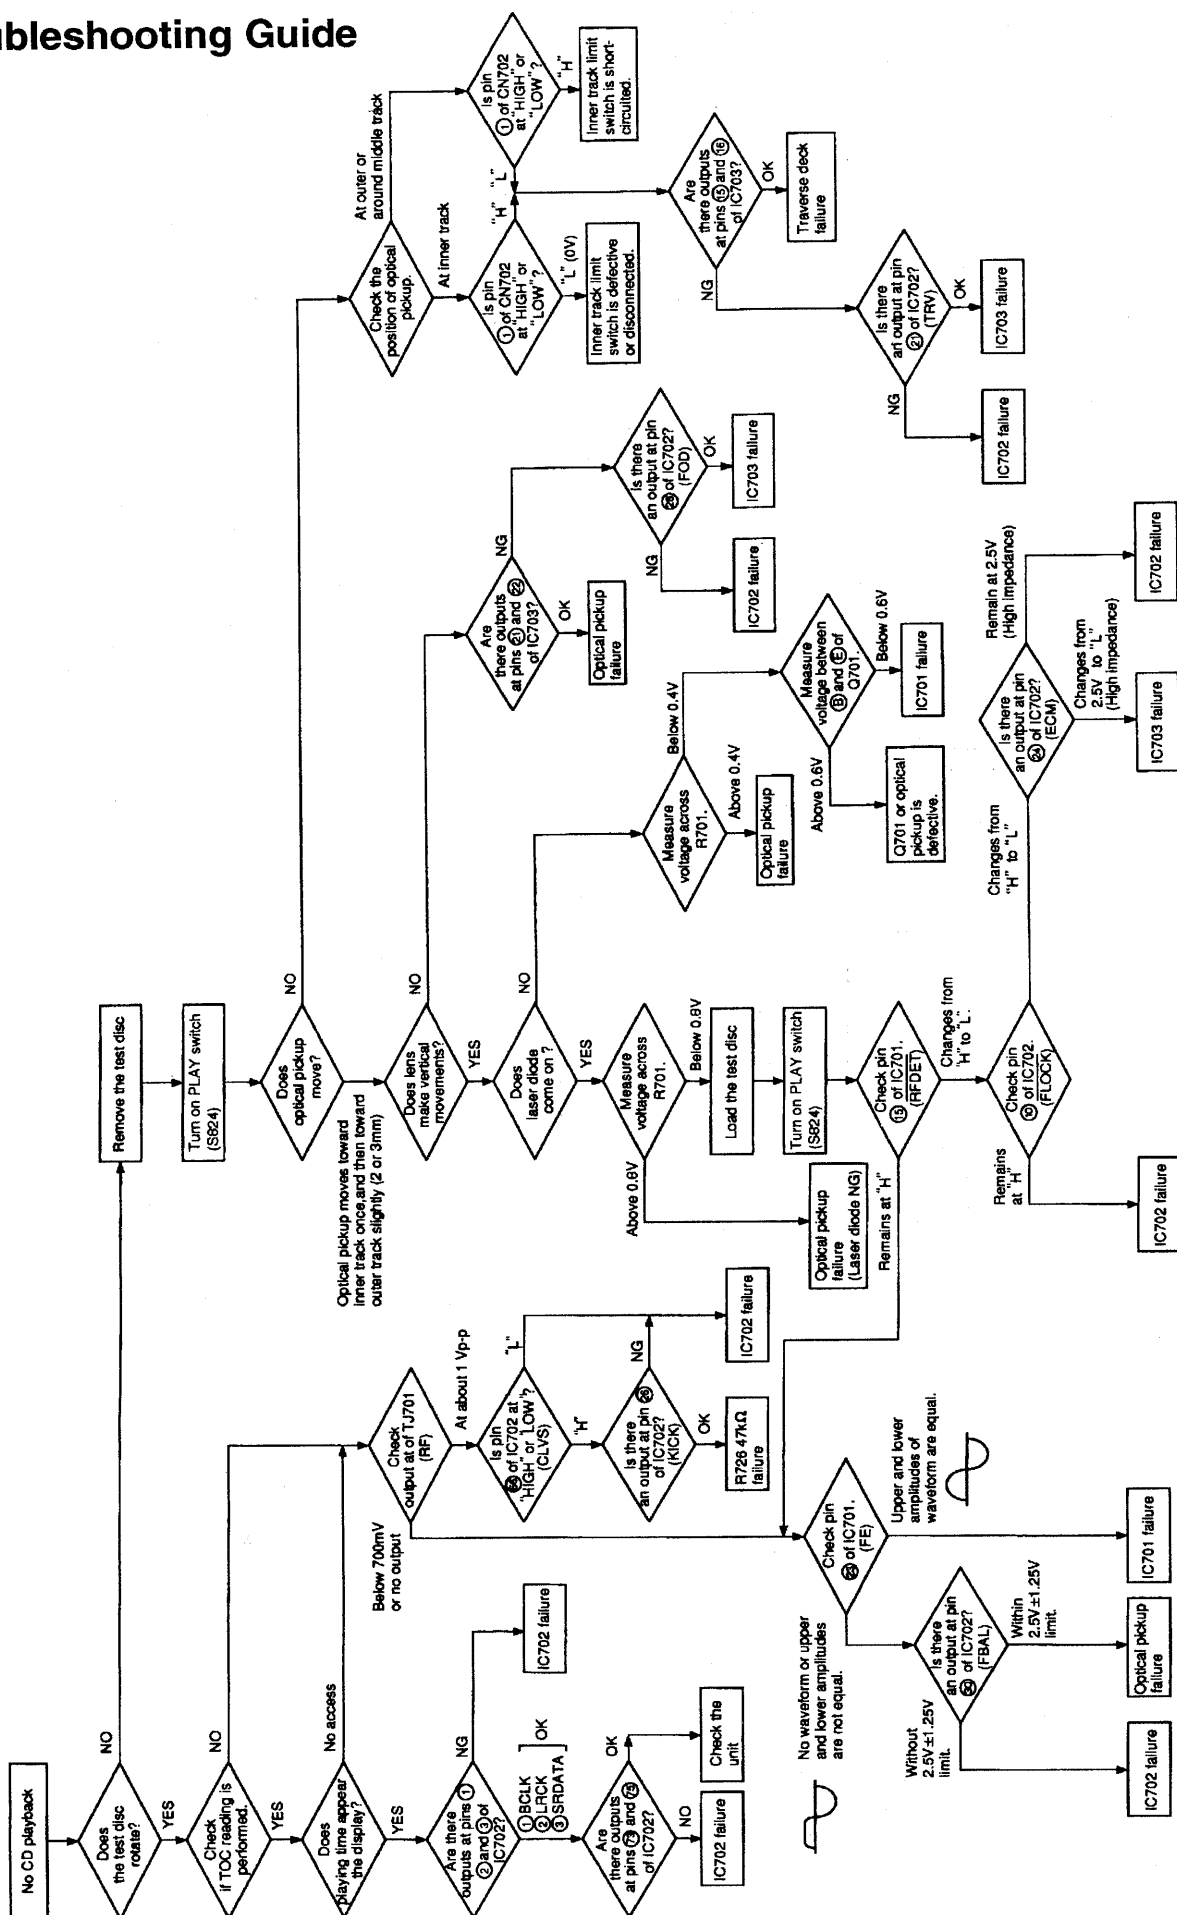 ubleshooting Guide
No CD playback
Does
the test disc
rotate?
NO
YES
Check
if TOC reading is
performed.
NO
YES
Does
playing time appear
the display?
No access
YES
Are there
outputs at pins ①
② and ③ of
IC702?
NG
IC702 failure
① BCLK
② LRCK
③ SRDATA
OK
Are
there outputs
at pins 74 and 75
of IC702?
OK
Check the
unit
NO
IC702 failure
Check
output at of TJ701
(RF)
At about 1 Vp-p
Below 700mV
or no output
Is pin
of IC702 at
"HIGH" or "LOW"?
(CLVS)
"L"
"H"
Is there
an output at pin
of IC702?
(KICK)
NG
IC702 failure
OK
R726 47kΩ
failure
Check pin
of IC701.
(FE)
No waveform or upper
and lower amplitudes
are not equal.
Upper and lower
amplitudes of
waveform are equal.
IC701 failure
Is there
an output at pin
of IC702?
(FBAL)
Within
2.5V±1.25V
limit.
Optical pickup
failure
Without
2.5V±1.25V
limit.
IC702 failure
Remove the test disc
Turn on PLAY switch
(S824)
Does
optical pickup
move?
NO
Optical pickup moves toward
inner track once,and then toward
outer track slightly (2 or 3mm)
Does lens
make vertical
movements?
NO
YES
Does
laser diode
come on ?
NO
YES
Measure
voltage across
R701.
Above 0.8V
Optical pickup
failure
(Laser diode NG)
Below 0.8V
Load the test disc
Turn on PLAY switch
(S824)
Check pin
⑮ of IC701.
(RFDET)
Remains at "H"
Changes from
"H" to "L".
Check pin
of IC702.
(FLOCK)
Remains
at "H"
IC702 failure
Changes from
"H" to "L"
Is there
an output at pin
24 of IC702?
(ECM)
Remain at 2.5V
(High impedance)
IC702 failure
Changes from
2.5V to "L"
(High impedance)
IC703 failure
Measure
voltage across
R701.
Below 0.4V
Above 0.4V
Optical pickup
failure
Measure
voltage between
Ⓑ and Ⓔ of
Q701.
Above 0.6V
Q701 or optical
pickup is
defective.
Below 0.6V
IC701 failure
Are
there outputs
at pins 21 and 22
of IC703?
NG
OK
Optical pickup
failure
Is there
an output at pin
of IC702?
(FOD)
NG
IC702 failure
OK
IC703 failure
Check the
position of optical
pickup.
At outer or
around middle track
At inner track
Is pin
① of CN702
at "HIGH" or
"LOW"?
"H"
Inner track limit
switch is short-
circuited.
"L"
Is pin
① of CN702
at "HIGH" or
"LOW"?
"H"
"L" (0V)
Inner track limit
switch is defective
or disconnected.
Are
there outputs
at pins ⑮ and ⑯
of IC703?
NG
OK
Traverse deck
failure
Is there
an output at pin
21 of IC702?
(TRV)
NG
IC702 failure
OK
IC703 failure